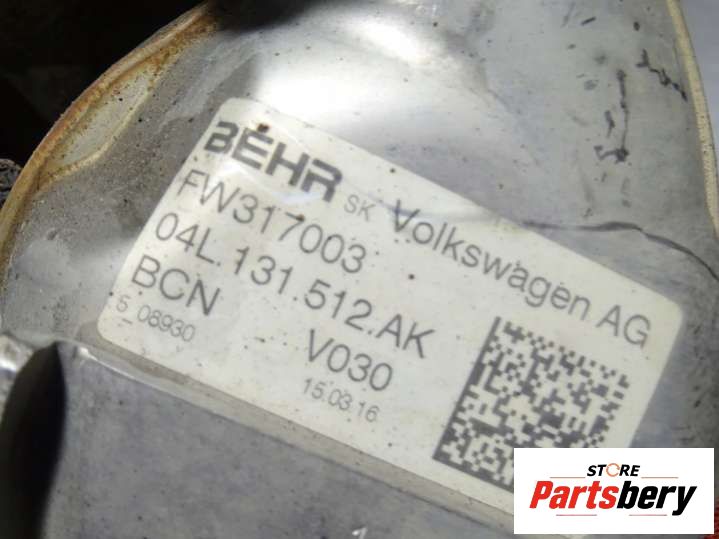 BEHR SK Volkswagen AG
FW317003
04L.131.512.AK
BCN V030
5_08930 15.03.16
STORE
Partsbery